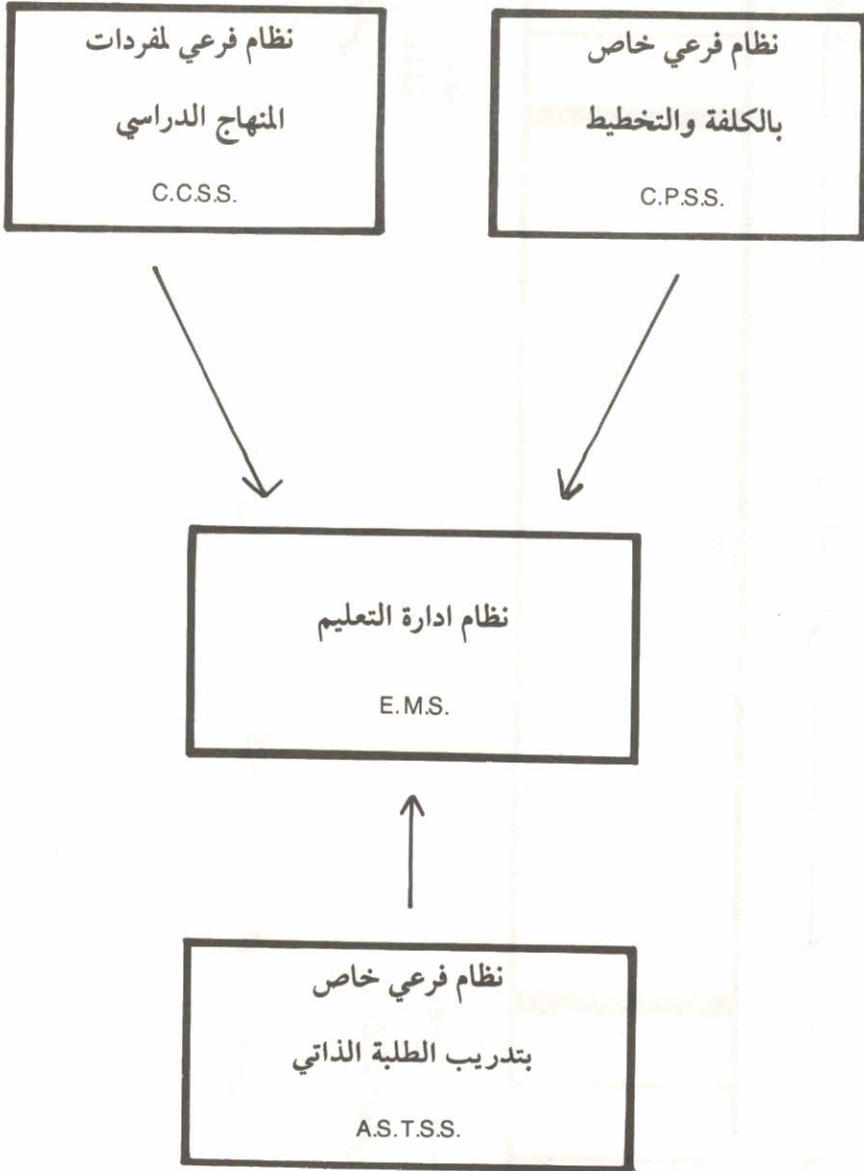 نظام فرعي خاص
بالكلفة والتخطيط
C.P.S.S.
نظام فرعي لمفردات
المنهاج الدراسي
C.C.S.S.
نظام ادارة التعليم
E.M.S.
نظام فرعي خاص
بتدريب الطلبة الذاتي
A.S.T.S.S.